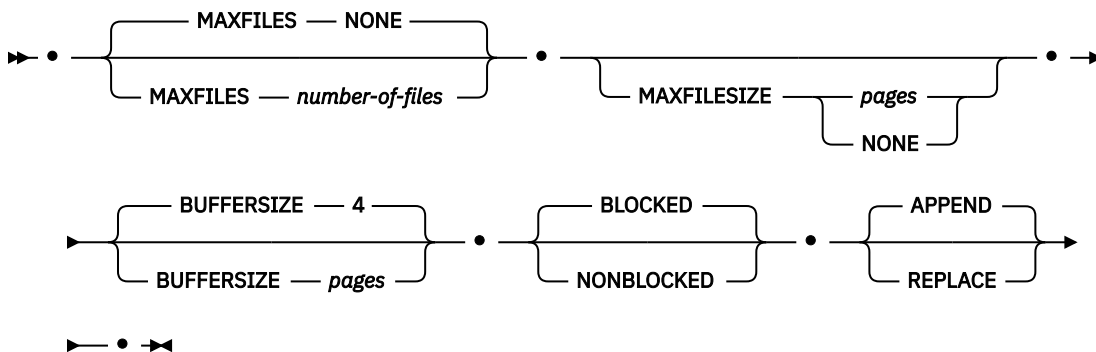 MAXFILES NONE
MAXFILES number-of-files
MAXFILESIZE pages
NONE
BUFFERSIZE 4
BUFFERSIZE pages
BLOCKED
NONBLOCKED
APPEND
REPLACE